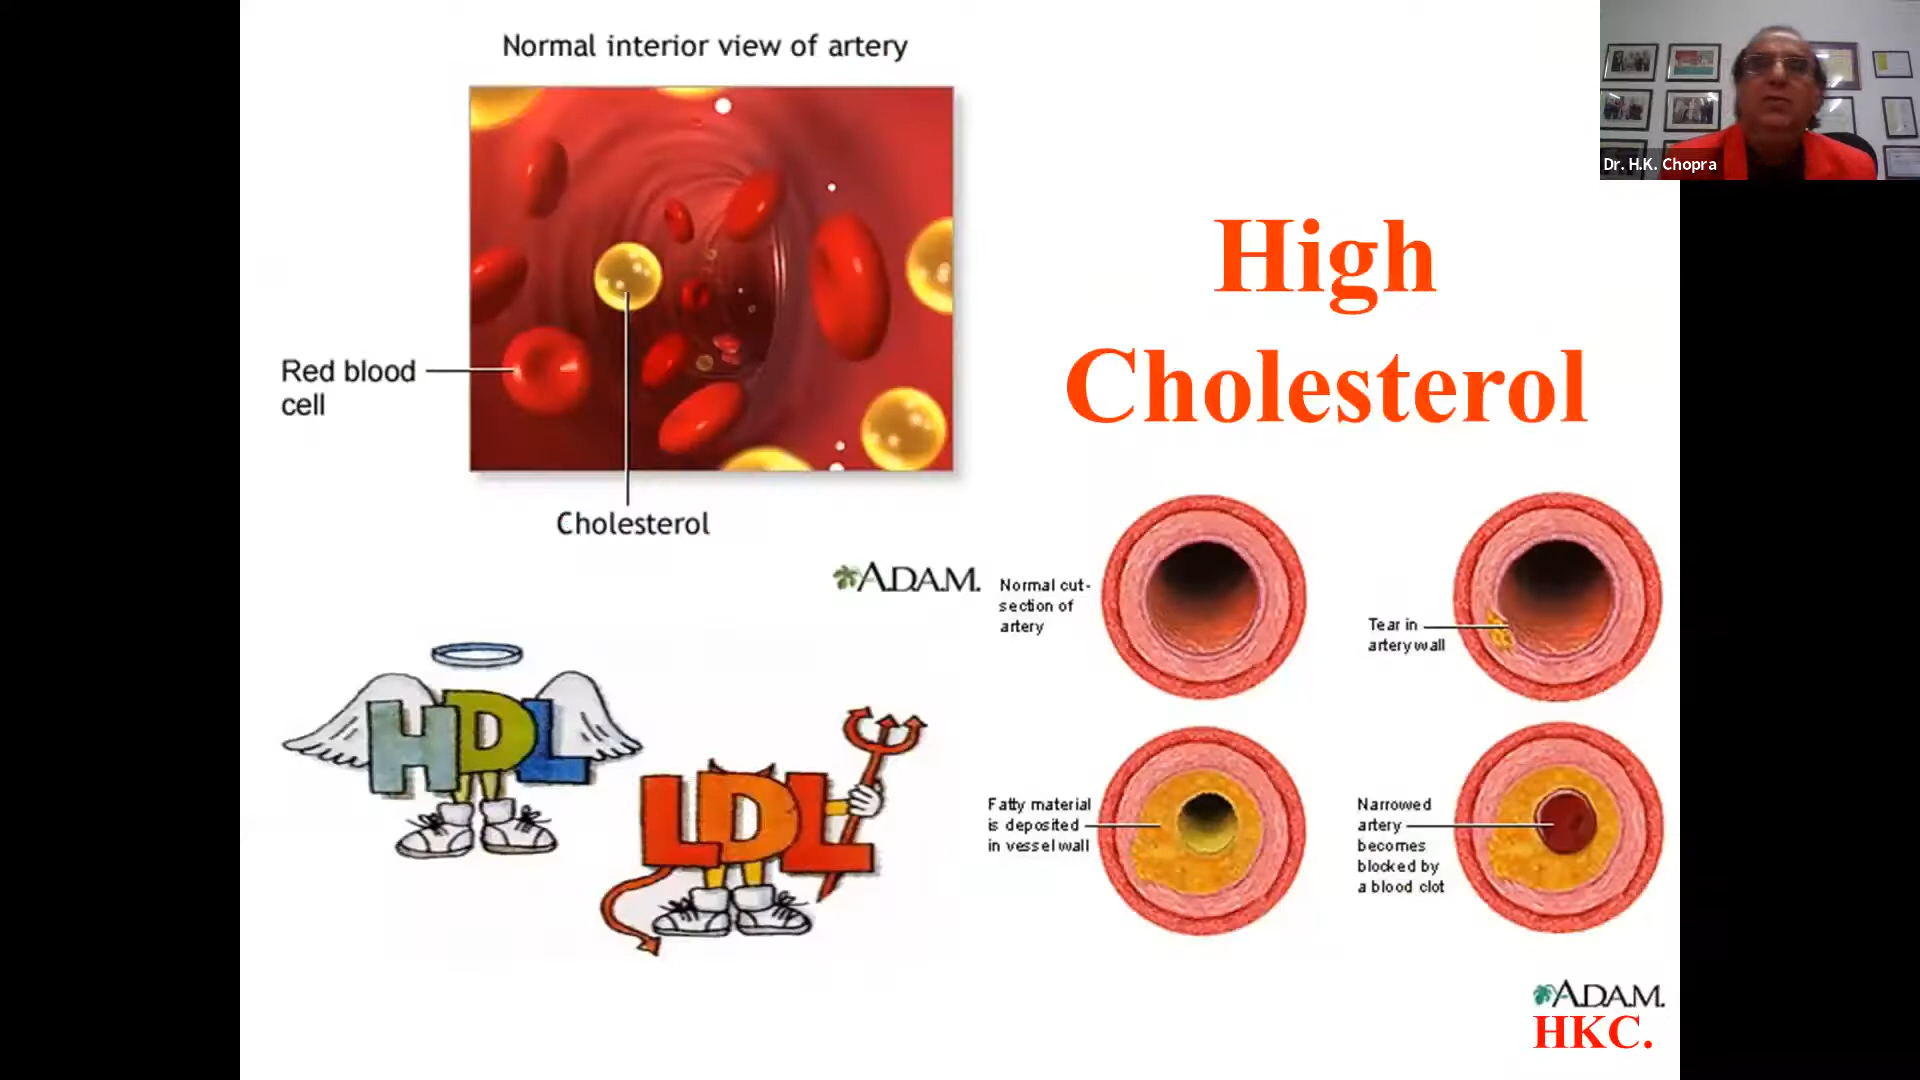 Normal interior view of artery
Dr. H.K. Chopra
High
Cholesterol
Red blood
cell
Cholesterol
A.D.A.M.
Normal cut-
section of
artery
Tear in
artery wall
HDL
LDL
Fatty material
is deposited
in vessel wall
Narrowed
artery
becomes
blocked by
a blood clot
A.D.A.M.
HKC.